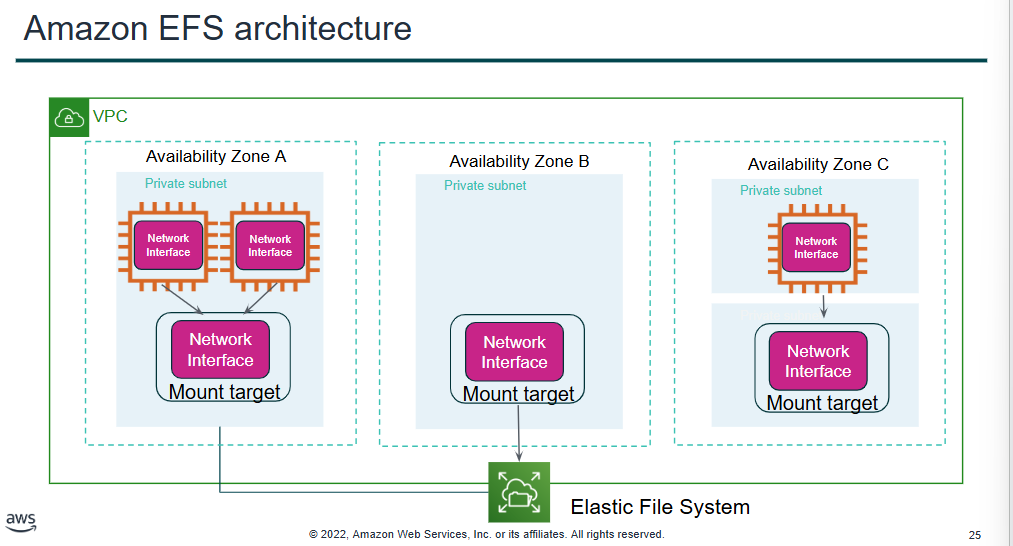 Amazon EFS architecture
VPC
Availability Zone A
Private subnet
Network
Interface
Network
Interface
Network
Interface
Mount target
Availability Zone B
Private subnet
Network
Interface
Mount target
Availability Zone C
Private subnet
Network
Interface
Network
Interface
Mount target
Elastic File System
aws
© 2022, Amazon Web Services, Inc. or its affiliates. All rights reserved.
25